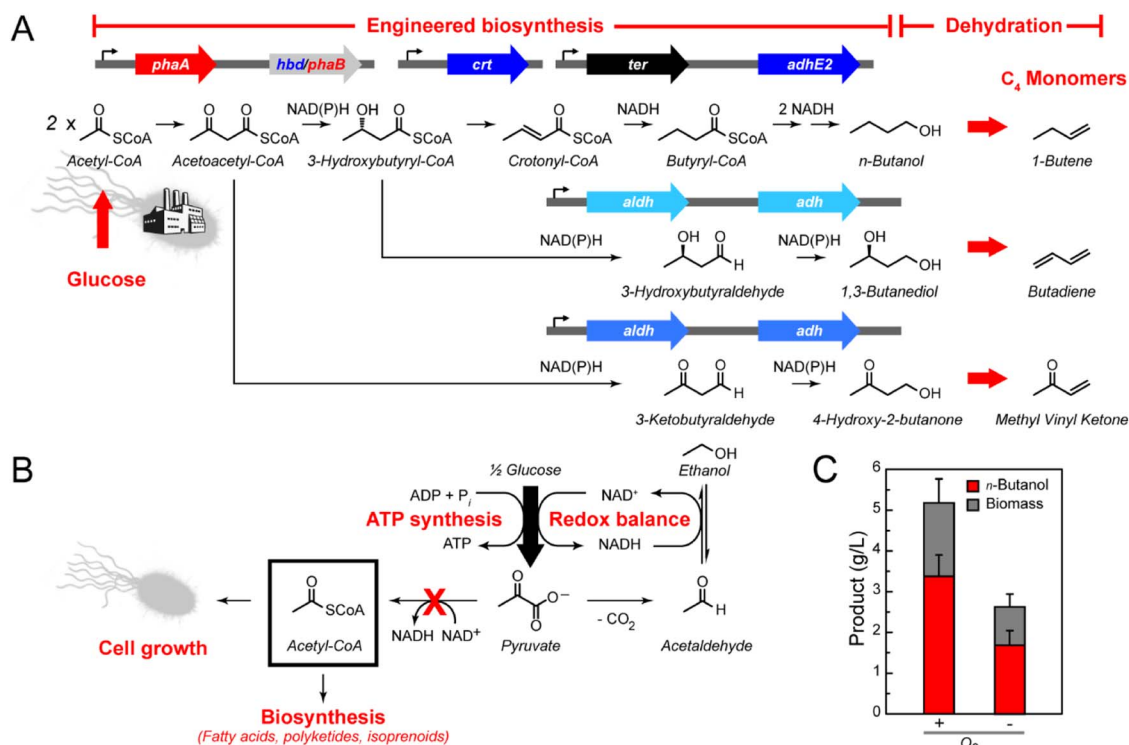 A
Engineered biosynthesis
Dehydration
phaA
hbd/phaB
crt
ter
adhE2
C4 Monomers
NAD(P)H
NADH
2 NADH
2 x
O
SCoA
O
O
SCoA
OH
O
SCoA
O
SCoA
O
SCoA
OH
Acetyl-CoA
Acetoacetyl-CoA
3-Hydroxybutyryl-CoA
Crotonyl-CoA
Butyryl-CoA
n-Butanol
1-Butene
aldh
adh
NAD(P)H
OH
O
H
NAD(P)H
OH
OH
Glucose
3-Hydroxybutyraldehyde
1,3-Butanediol
Butadiene
aldh
adh
NAD(P)H
O
O
H
NAD(P)H
O
OH
O
3-Ketobutyraldehyde
4-Hydroxy-2-butanone
Methyl Vinyl Ketone
B
½ Glucose
OH
Ethanol
ADP + Pi
NAD+
ATP synthesis
Redox balance
ATP
NADH
O
SCoA
Acetyl-CoA
X
NADH
NAD+
O
O−
O
Pyruvate
- CO2
O
H
Acetaldehyde
Cell growth
Biosynthesis
(Fatty acids, polyketides, isoprenoids)
C
n-Butanol
Biomass
Product (g/L)
6
5
4
3
2
1
0
+
-